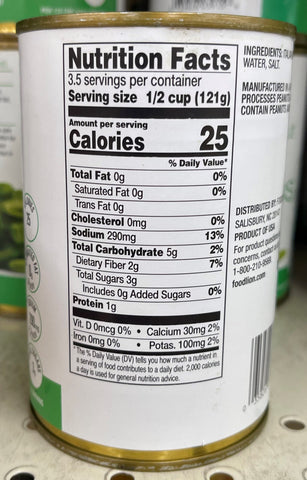 Nutrition Facts
3.5 servings per container
Serving size 1/2 cup (121g)
Amount per serving
Calories 25
% Daily Value*
Total Fat 0g 0%
Saturated Fat 0g 0%
Trans Fat 0g
Cholesterol 0mg 0%
Sodium 290mg 13%
Total Carbohydrate 5g 2%
Dietary Fiber 2g 7%
Total Sugars 3g
Includes 0g Added Sugars 0%
Protein 1g
Vit. D 0mcg 0% • Calcium 30mg 2%
Iron 0mg 0% • Potas. 100mg 2%
*The % Daily Value (DV) tells you how much a nutrient in
a serving of food contributes to a daily diet. 2,000 calories
a day is used for general nutrition advice.
INGREDIENTS:
WATER, SALT.
MANUFACTURED
PROCESSES
CONTAIN PEANUTS
DISTRIBUTED BY:
SALISBURY, NC
PRODUCT OF USA
For product
concerns, contact
1-800-210-9569
foodlion.com